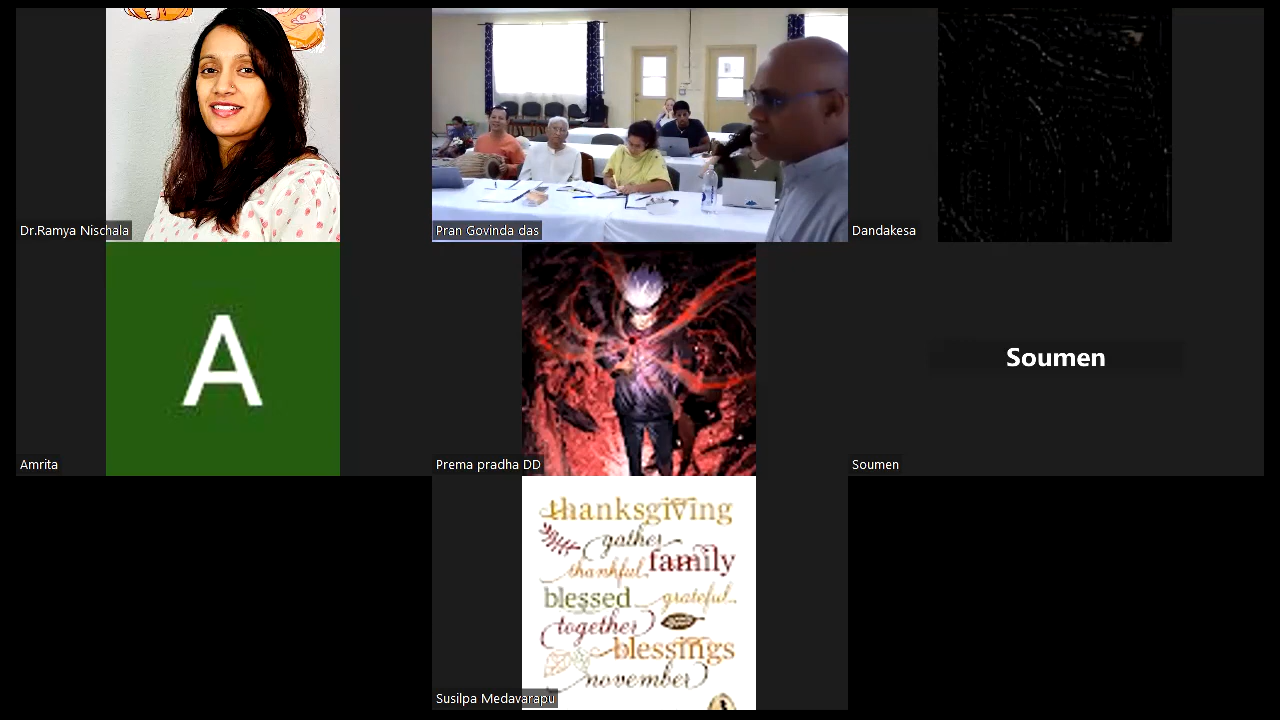 Dr.Ramya Nischala
Pran Govinda das
Dandakesa
A
Amrita
Prema pradha DD
Soumen
Soumen
thanksgiving
gather
family
thankful
blessed
grateful..
together
blessings
november
Susilpa Medavarapu